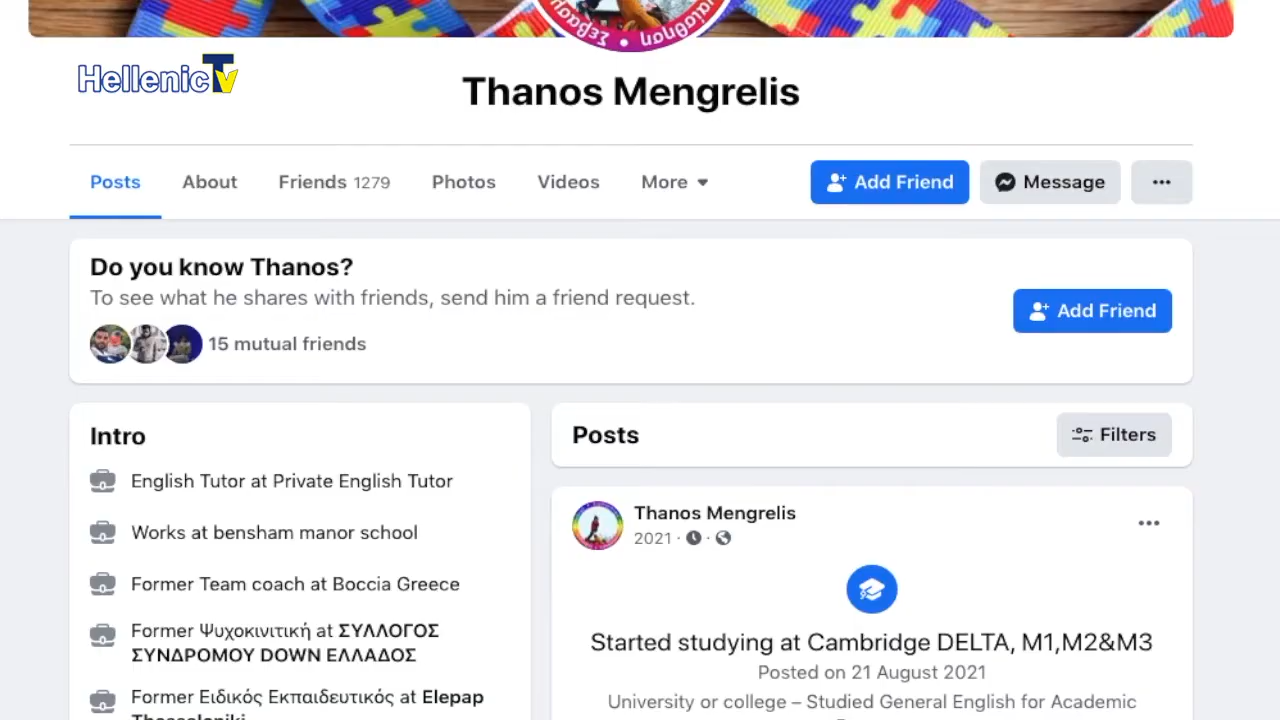 Σεβασμ
HellenicTv
Thanos Mengrelis
Posts About Friends 1279 Photos Videos More Add Friend Message
Do you know Thanos?
To see what he shares with friends, send him a friend request.
Add Friend
15 mutual friends
Intro
English Tutor at Private English Tutor
Works at bensham manor school
Former Team coach at Boccia Greece
Former Ψυχοκινιτική at ΣΥΛΛΟΓΟΣ
ΣΥΝΔΡΟΜΟΥ DOWN ΕΛΛΑΔΟΣ
Former Ειδικός Εκπαιδευτικός at Elepap
Thessaloniki
Posts
Filters
Thanos Mengrelis
2021
Started studying at Cambridge DELTA, M1,M2&M3
Posted on 21 August 2021
University or college – Studied General English for Academic